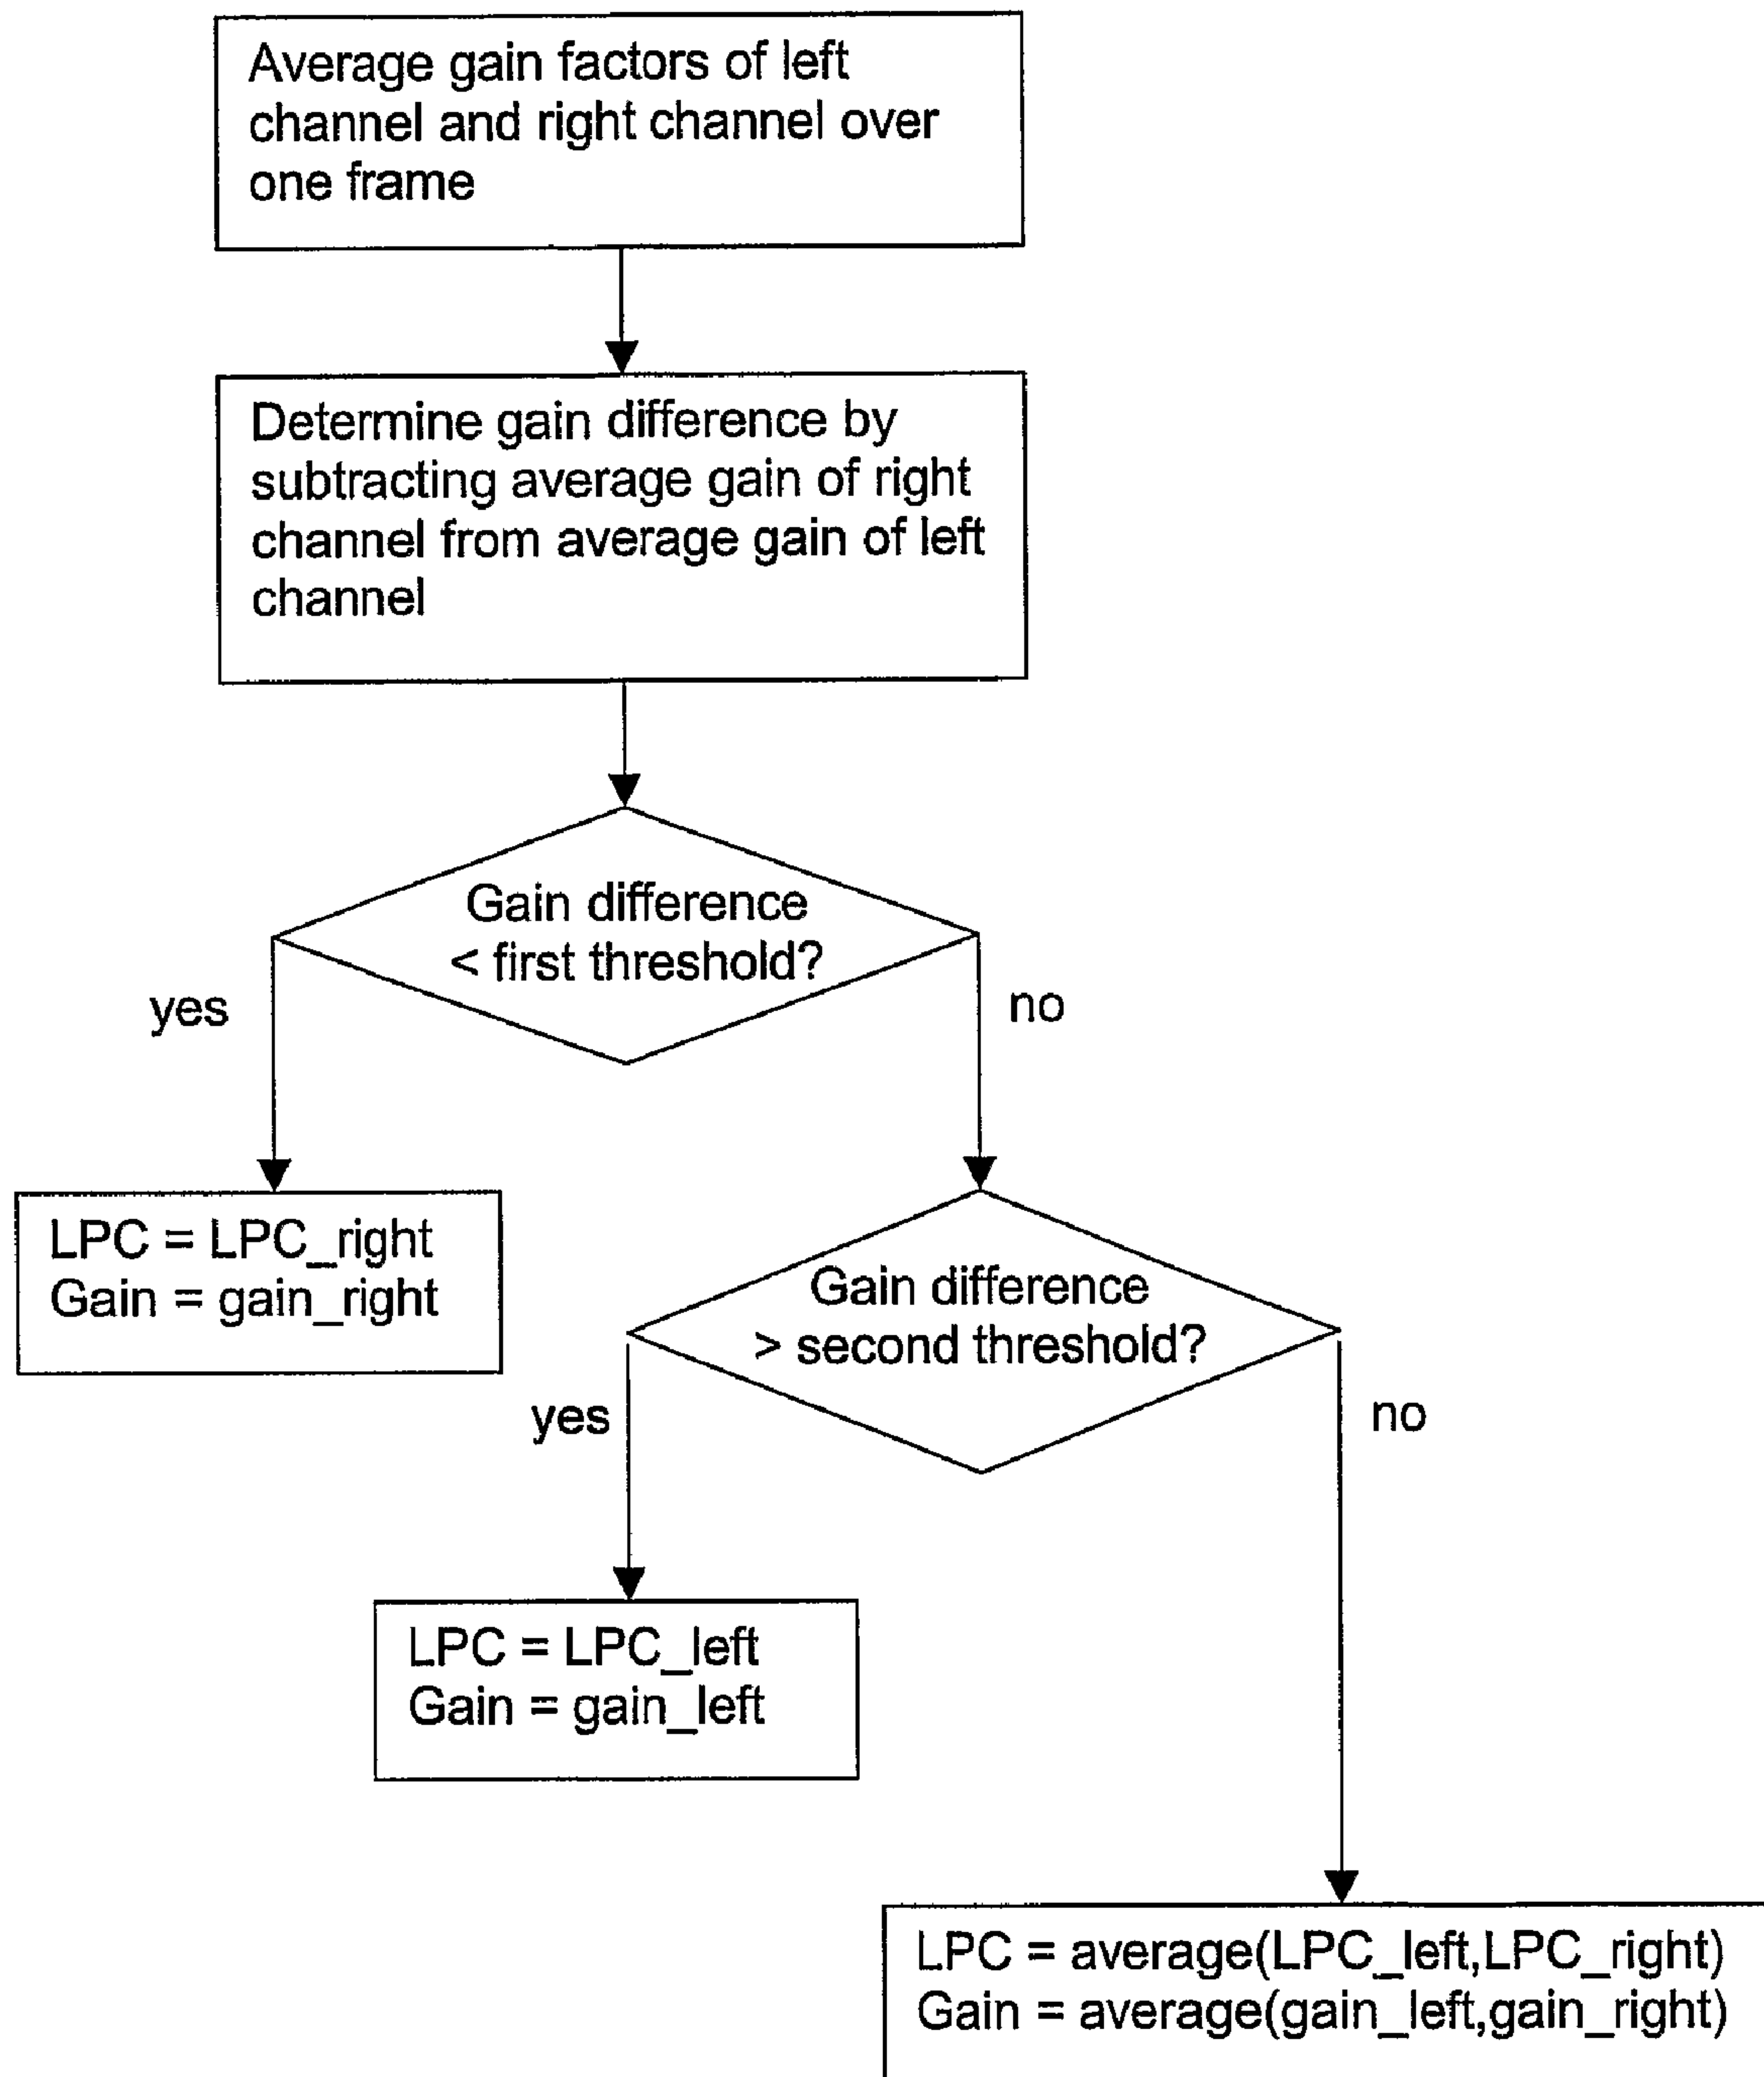 Average gain factors of left
channel and right channel over
one frame
Determine gain difference by
subtracting average gain of right
channel from average gain of left
channel
Gain difference
< first threshold?
yes
no
LPC = LPC_right
Gain = gain_right
Gain difference
> second threshold?
yes
no
LPC = LPC_left
Gain = gain_left
LPC = average(LPC_left,LPC_right)
Gain = average(gain_left,gain_right)